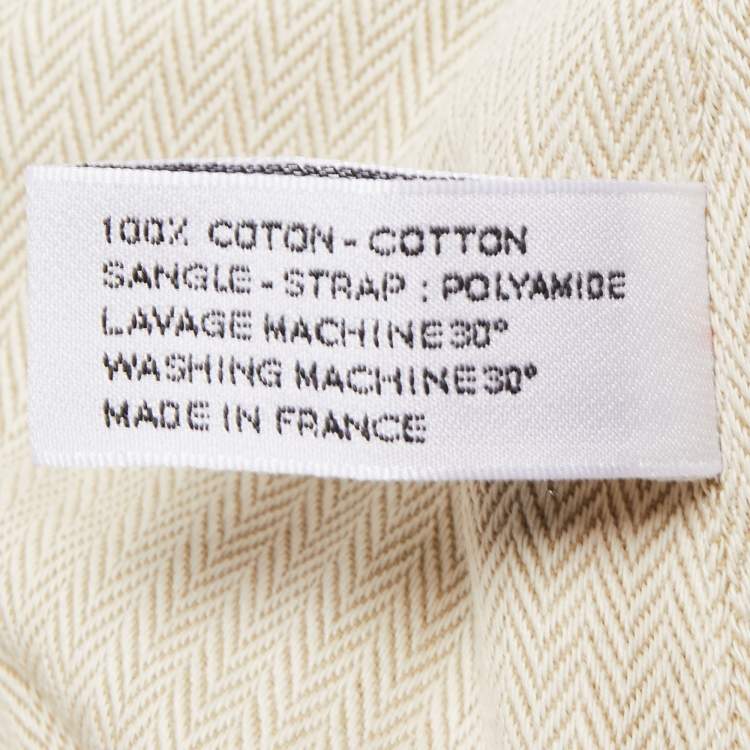 100% COTON - COTTON
SANGLE - STRAP : POLYAMIDE
LAVAGE MACHINE 30°
WASHING MACHINE 30°
MADE IN FRANCE